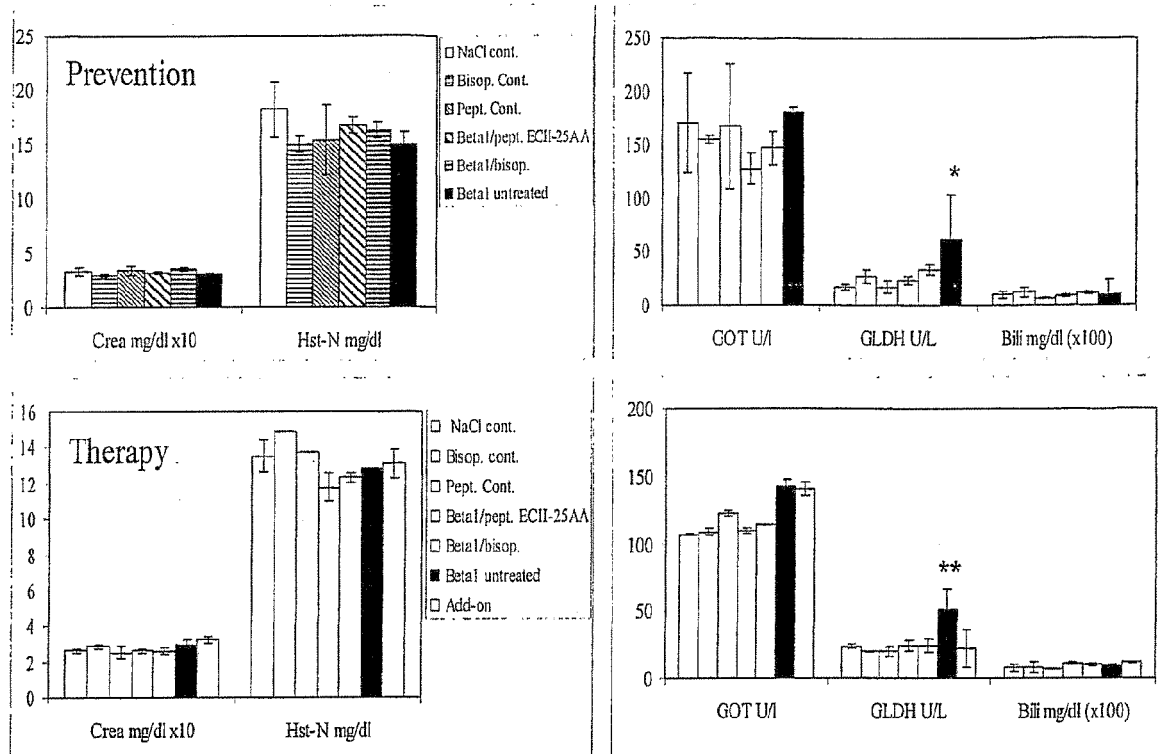 25
20
15
10
5
0
Prevention
Crea mg/dl x10
Hst-N mg/dl
NaCl cont.
Bisop. Cont.
Pept. Cont.
Beta1/pept. ECII-25AA
Beta1/bisop.
Beta1 untreated
250
200
150
100
50
0
*
GOT U/l
GLDH U/L
Bili mg/dl (x100)
16
14
12
10
8
6
4
2
0
Therapy
Crea mg/dl x10
Hst-N mg/dl
NaCl cont.
Bisop. cont.
Pept. Cont.
Beta1/pept. ECII-25AA
Beta1/bisop.
Beta1 untreated
Add-on
200
150
100
50
0
**
GOT U/l
GLDH U/L
Bili mg/dl (x100)